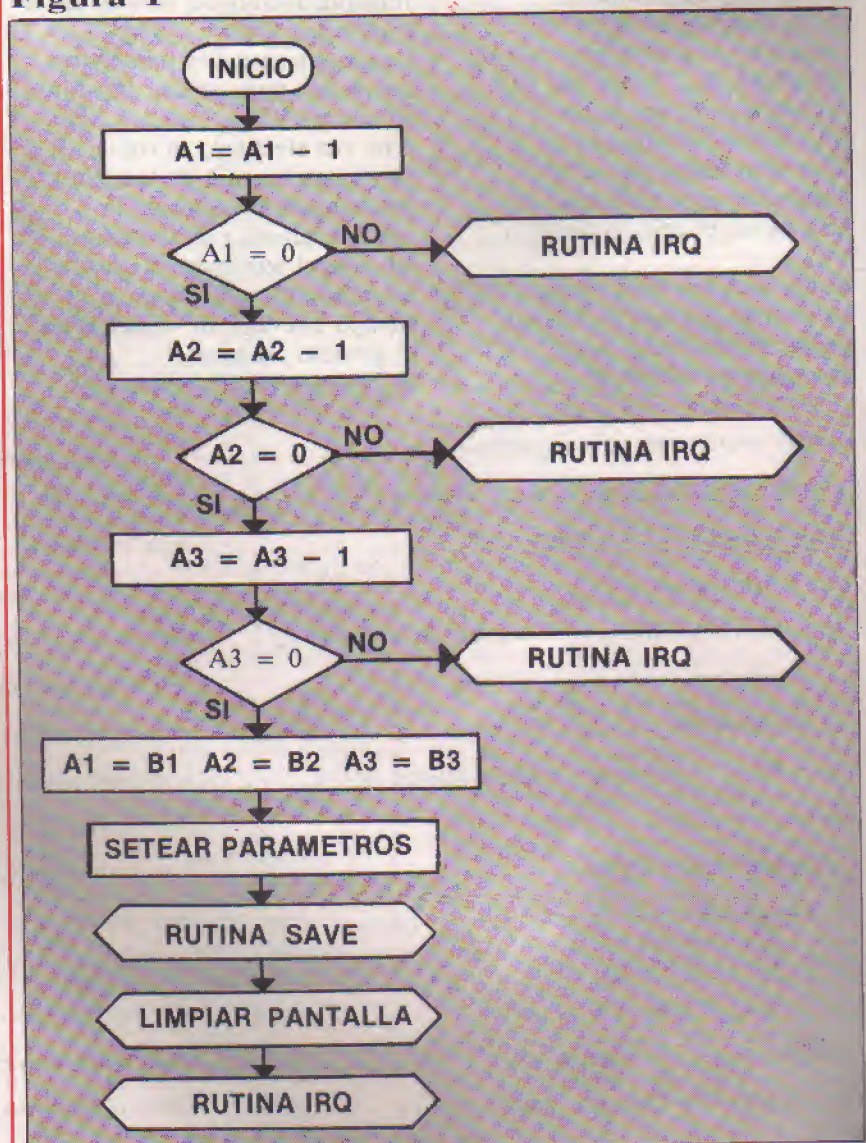 Figura 1
INICIO
A1= A1 - 1
A1 = 0
NO
RUTINA IRQ
SI
A2 = A2 - 1
A2 = 0
NO
RUTINA IRQ
SI
A3 = A3 - 1
A3 = 0
NO
RUTINA IRQ
SI
A1 = B1 A2 = B2 A3 = B3
SETEAR PARAMETROS
RUTINA SAVE
LIMPIAR PANTALLA
RUTINA IRQ